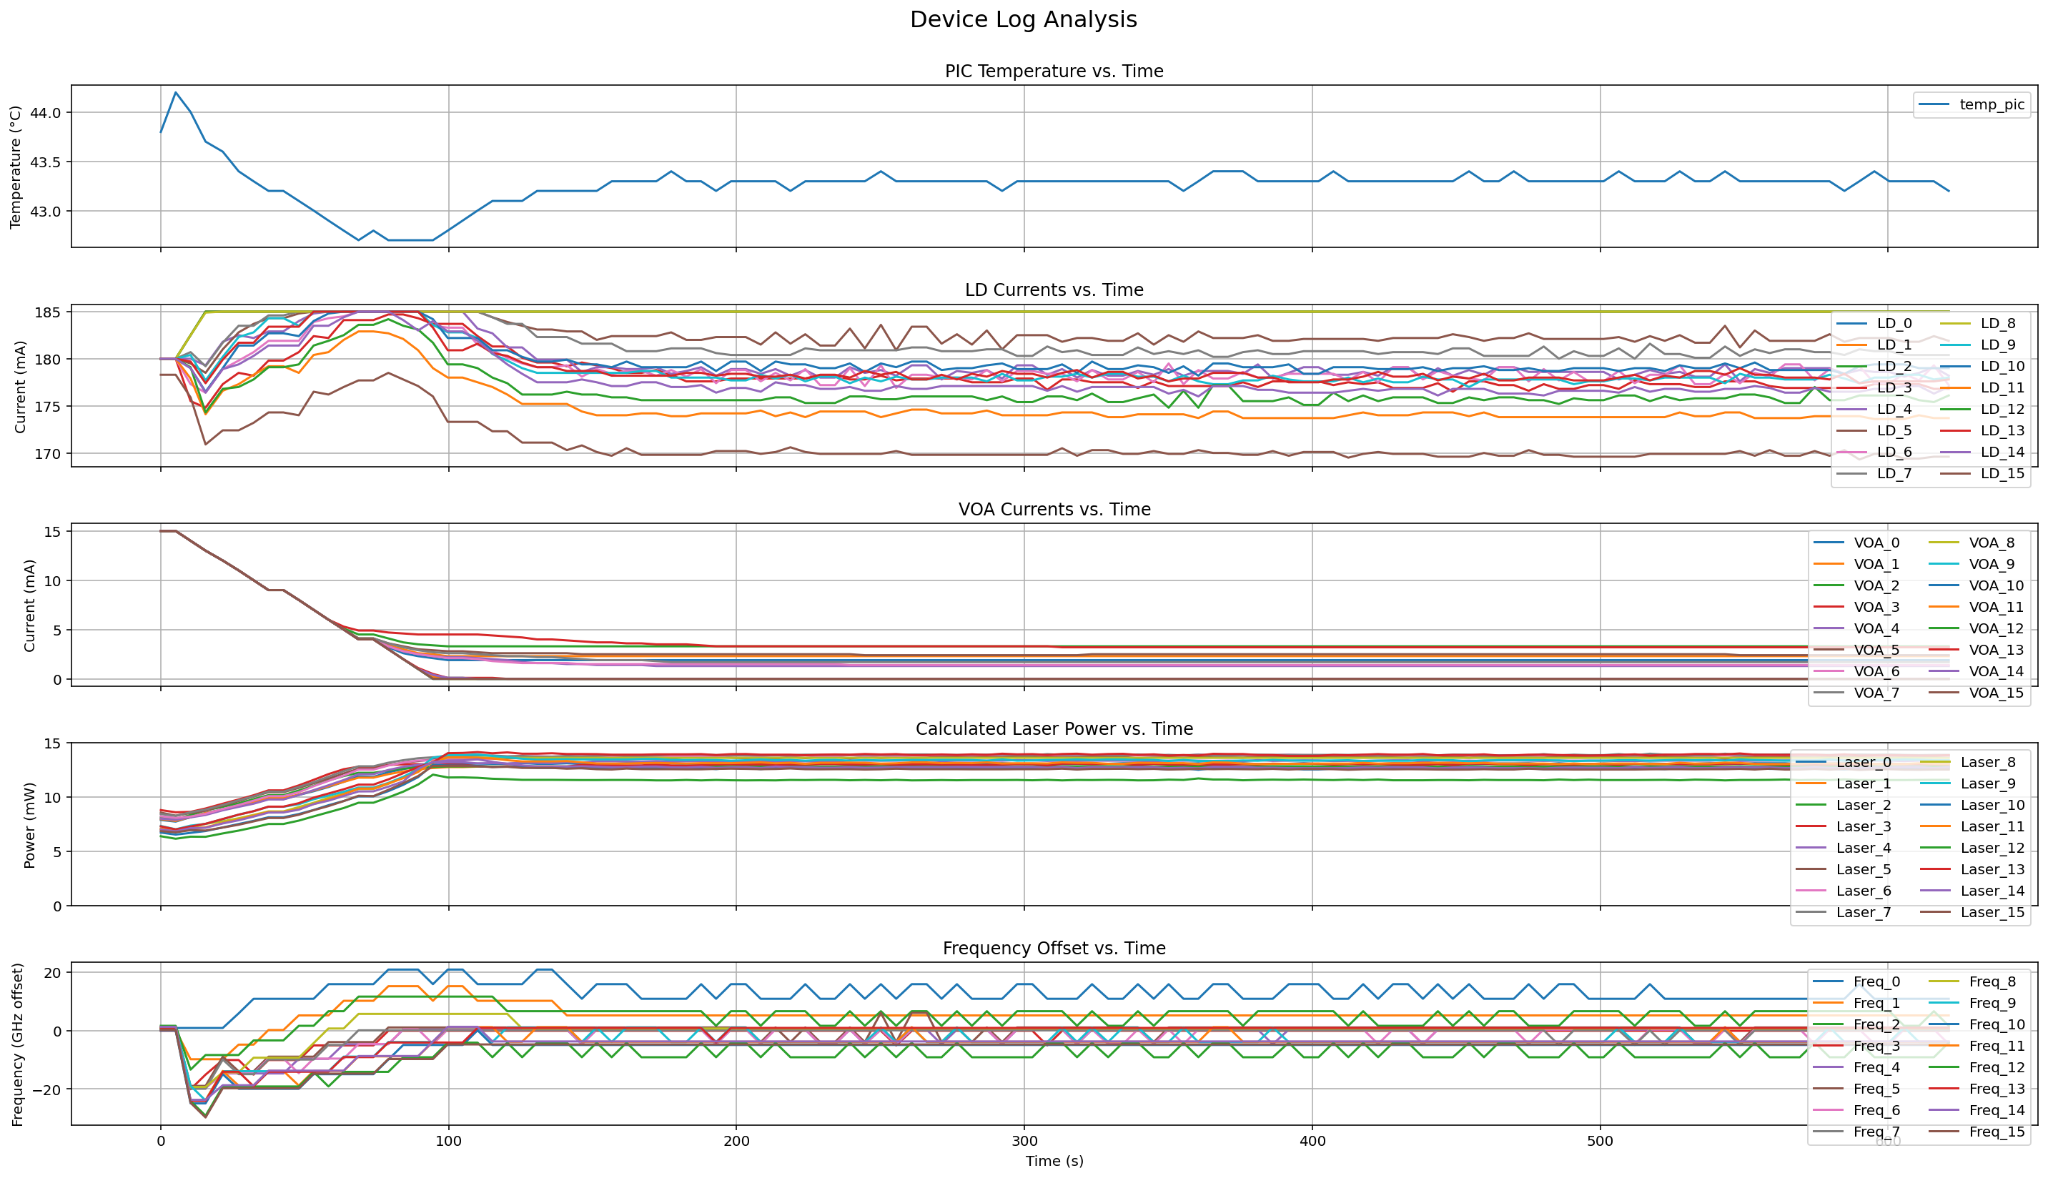 Device Log Analysis
PIC Temperature vs. Time
Temperature (°C)
44.0
43.5
43.0
temp_pic
LD Currents vs. Time
Current (mA)
185
180
175
170
LD_0 LD_8
LD_1 LD_9
LD_2 LD_10
LD_3 LD_11
LD_4 LD_12
LD_5 LD_13
LD_6 LD_14
LD_7 LD_15
VOA Currents vs. Time
Current (mA)
15
10
5
0
VOA_0 VOA_8
VOA_1 VOA_9
VOA_2 VOA_10
VOA_3 VOA_11
VOA_4 VOA_12
VOA_5 VOA_13
VOA_6 VOA_14
VOA_7 VOA_15
Calculated Laser Power vs. Time
Power (mW)
15
10
5
0
Laser_0 Laser_8
Laser_1 Laser_9
Laser_2 Laser_10
Laser_3 Laser_11
Laser_4 Laser_12
Laser_5 Laser_13
Laser_6 Laser_14
Laser_7 Laser_15
Frequency Offset vs. Time
Frequency (GHz offset)
20
0
−20
Freq_0 Freq_8
Freq_1 Freq_9
Freq_2 Freq_10
Freq_3 Freq_11
Freq_4 Freq_12
Freq_5 Freq_13
Freq_6 Freq_14
Freq_7 Freq_15
0 100 200 300 400 500 600
Time (s)